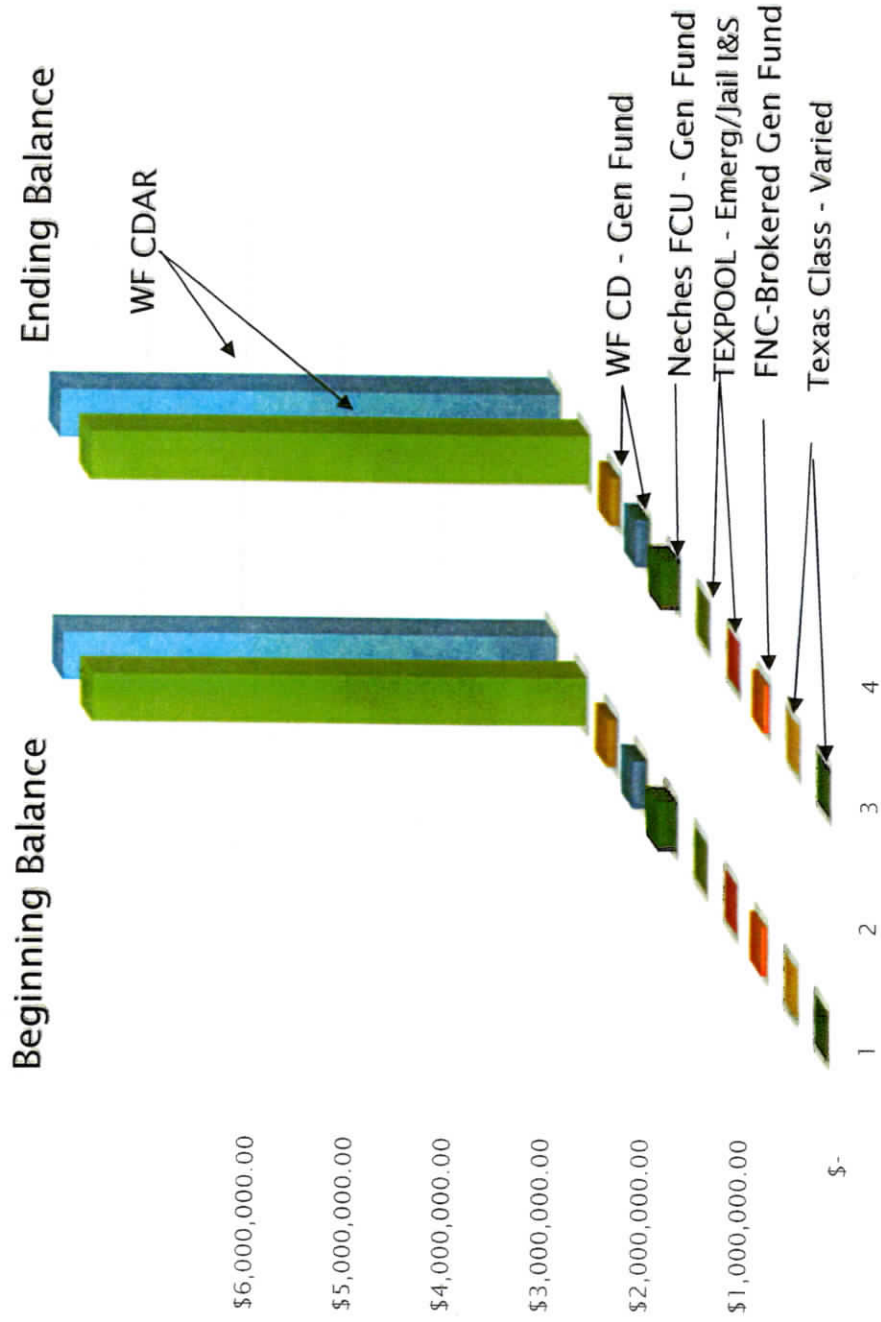 Beginning Balance
Ending Balance
WF CDAR
WF CD - Gen Fund
Neches FCU - Gen Fund
TEXPOOL - Emerg/Jail I&S
FNC-Brokered Gen Fund
Texas Class - Varied
$6,000,000.00
$5,000,000.00
$4,000,000.00
$3,000,000.00
$2,000,000.00
$1,000,000.00
$-
1
2
3
4